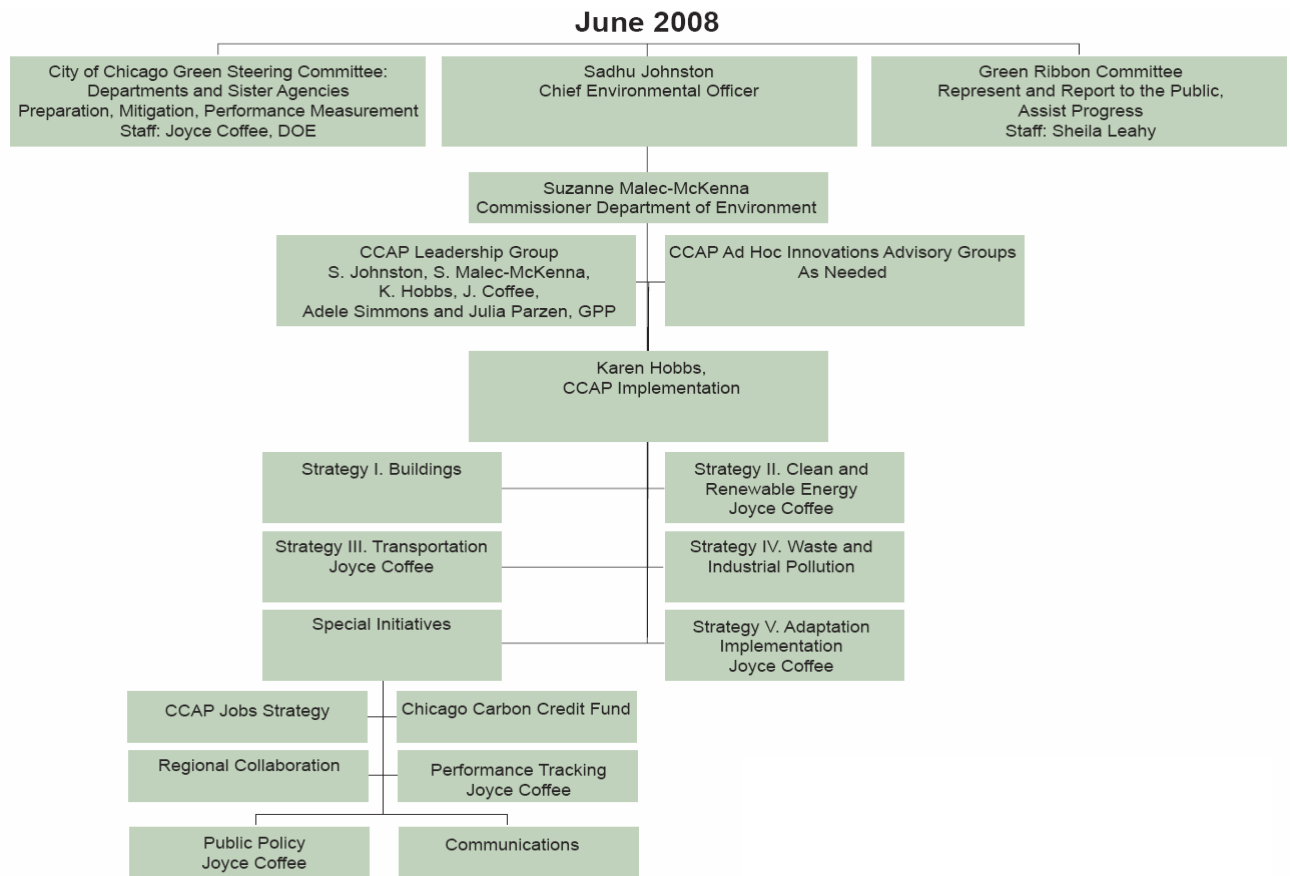 June 2008
City of Chicago Green Steering Committee:
Departments and Sister Agencies
Preparation, Mitigation, Performance Measurement
Staff: Joyce Coffee, DOE
Sadhu Johnston
Chief Environmental Officer
Green Ribbon Committee
Represent and Report to the Public,
Assist Progress
Staff: Sheila Leahy
Suzanne Malec-McKenna
Commissioner Department of Environment
CCAP Leadership Group
S. Johnston, S. Malec-McKenna,
K. Hobbs, J. Coffee,
Adele Simmons and Julia Parzen, GPP
CCAP Ad Hoc Innovations Advisory Groups
As Needed
Karen Hobbs,
CCAP Implementation
Strategy I. Buildings
Strategy II. Clean and
Renewable Energy
Joyce Coffee
Strategy III. Transportation
Joyce Coffee
Strategy IV. Waste and
Industrial Pollution
Special Initiatives
Strategy V. Adaptation
Implementation
Joyce Coffee
CCAP Jobs Strategy
Chicago Carbon Credit Fund
Regional Collaboration
Performance Tracking
Joyce Coffee
Public Policy
Joyce Coffee
Communications